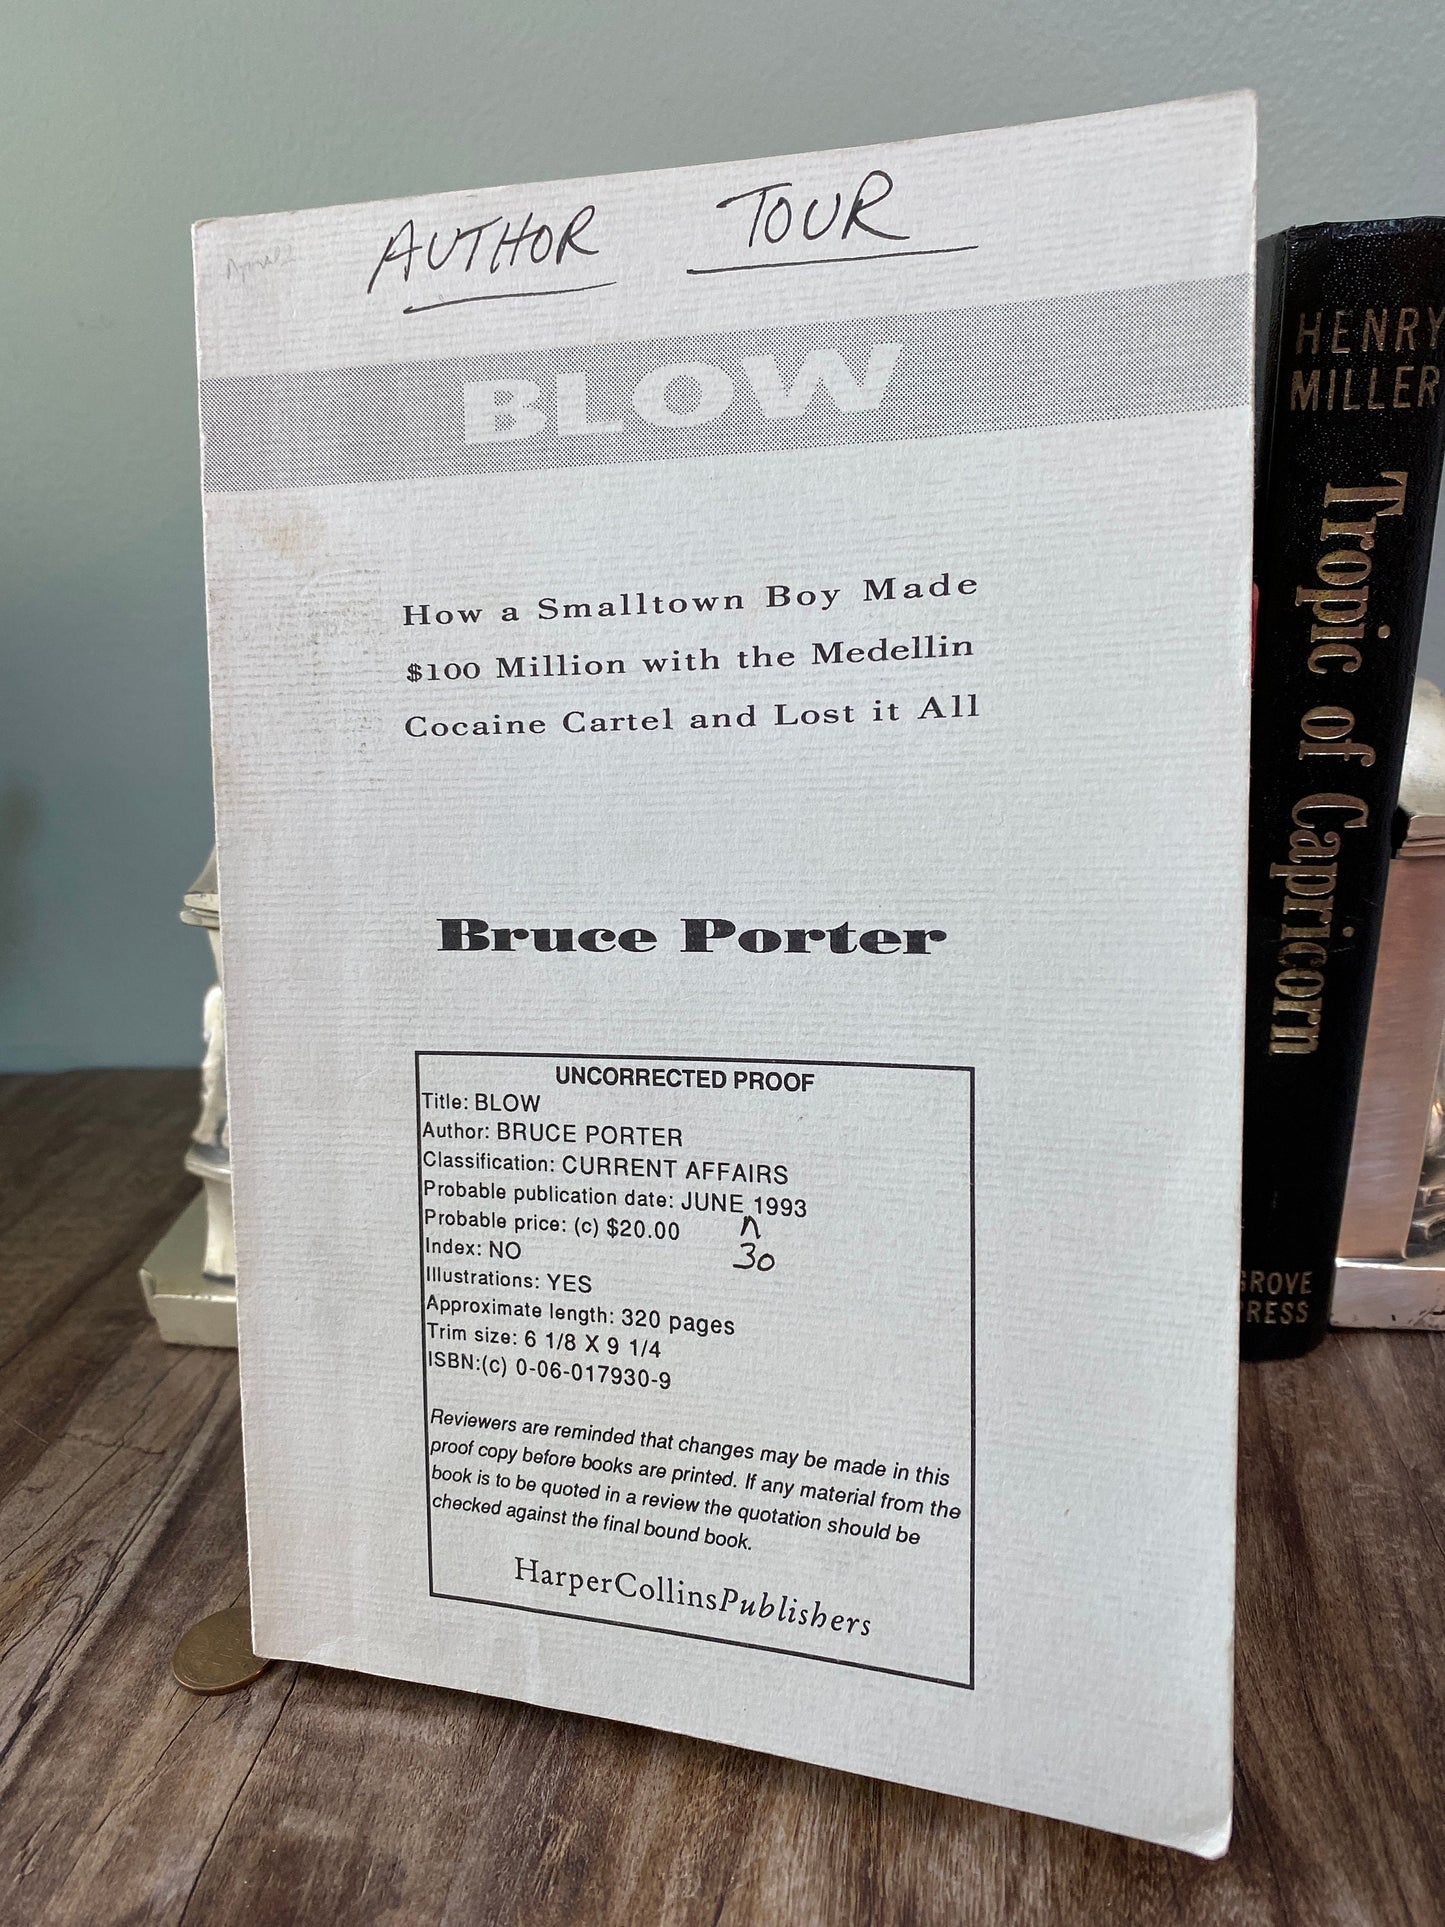 AUTHOR TOUR
BLOW
How a Smalltown Boy Made
$100 Million with the Medellin
Cocaine Cartel and Lost it All
Bruce Porter
UNCORRECTED PROOF
Title: BLOW
Author: BRUCE PORTER
Classification: CURRENT AFFAIRS
Probable publication date: JUNE 1993
Probable price: (c) $20.00
30
Index: NO
Illustrations: YES
Approximate length: 320 pages
Trim size: 6 1/8 X 9 1/4
ISBN:(c) 0-06-017930-9
Reviewers are reminded that changes may be made in this
proof copy before books are printed. If any material from the
book is to be quoted in a review the quotation should be
checked against the final bound book.
HarperCollinsPublishers
HENRY
MILLER
Tropic of Capricorn
GROVE
PRESS